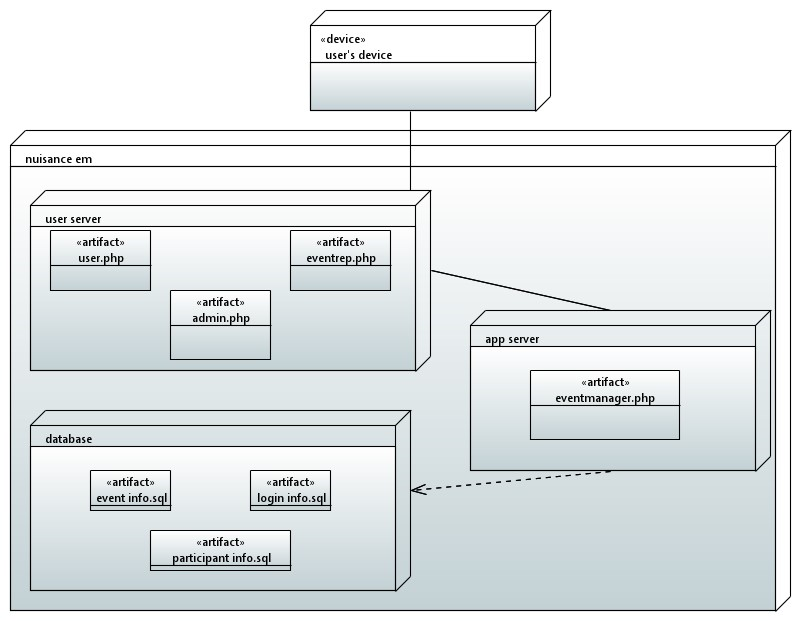 «device»
user's device
nuisance em
user server
«artifact»
user.php
«artifact»
eventrep.php
«artifact»
admin.php
app server
«artifact»
eventmanager.php
database
«artifact»
event info.sql
«artifact»
login info.sql
«artifact»
participant info.sql